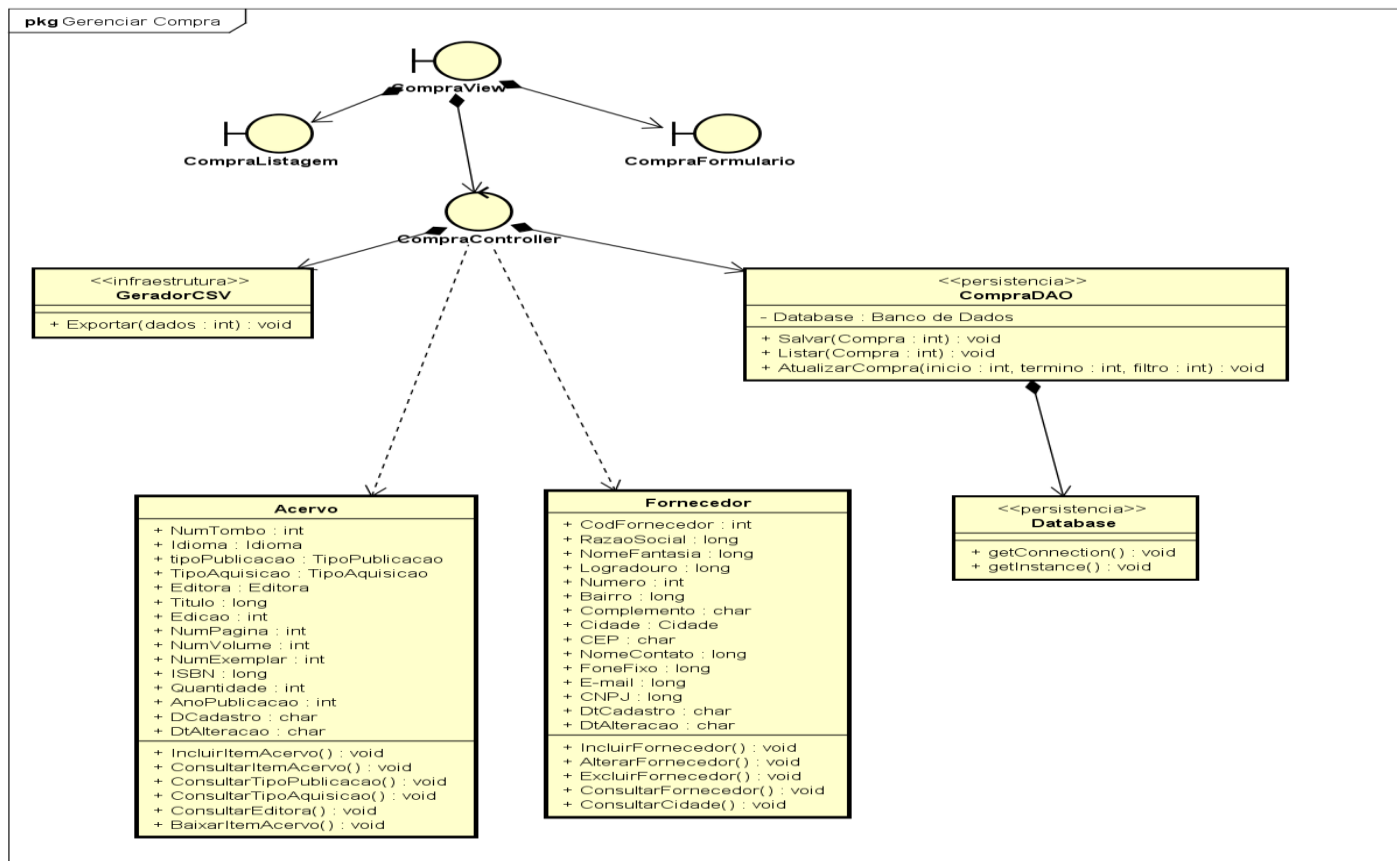 pkg Gerenciar Compra
CompraView
CompraListagem
CompraFormulario
CompraController
<<infraestrutura>>
GeradorCSV
+ Exportar(dados : int) : void
<<persistencia>>
CompraDAO
- Database : Banco de Dados
+ Salvar(Compra : int) : void
+ Listar(Compra : int) : void
+ AtualizarCompra(inicio : int, termino : int, filtro : int) : void
Acervo
+ NumTombo : int
+ Idioma : Idioma
+ tipoPublicacao : TipoPublicacao
+ TipoAquisicao : TipoAquisicao
+ Editora : Editora
+ Titulo : long
+ Edicao : int
+ NumPagina : int
+ NumVolume : int
+ NumExemplar : int
+ ISBN : long
+ Quantidade : int
+ AnoPublicacao : int
+ DCadastro : char
+ DtAlteracao : char
+ IncluirItemAcervo() : void
+ ConsultarItemAcervo() : void
+ ConsultarTipoPublicacao() : void
+ ConsultarTipoAquisicao() : void
+ ConsultarEditora() : void
+ BaixarItemAcervo() : void
Fornecedor
+ CodFornecedor : int
+ RazaoSocial : long
+ NomeFantasia : long
+ Logradouro : long
+ Numero : int
+ Bairro : long
+ Complemento : char
+ Cidade : Cidade
+ CEP : char
+ NomeContato : long
+ FoneFixo : long
+ E-mail : long
+ CNPJ : long
+ DtCadastro : char
+ DtAlteracao : char
+ IncluirFornecedor() : void
+ AlterarFornecedor() : void
+ ExcluirFornecedor() : void
+ ConsultarFornecedor() : void
+ ConsultarCidade() : void
<<persistencia>>
Database
+ getConnection() : void
+ getInstance() : void